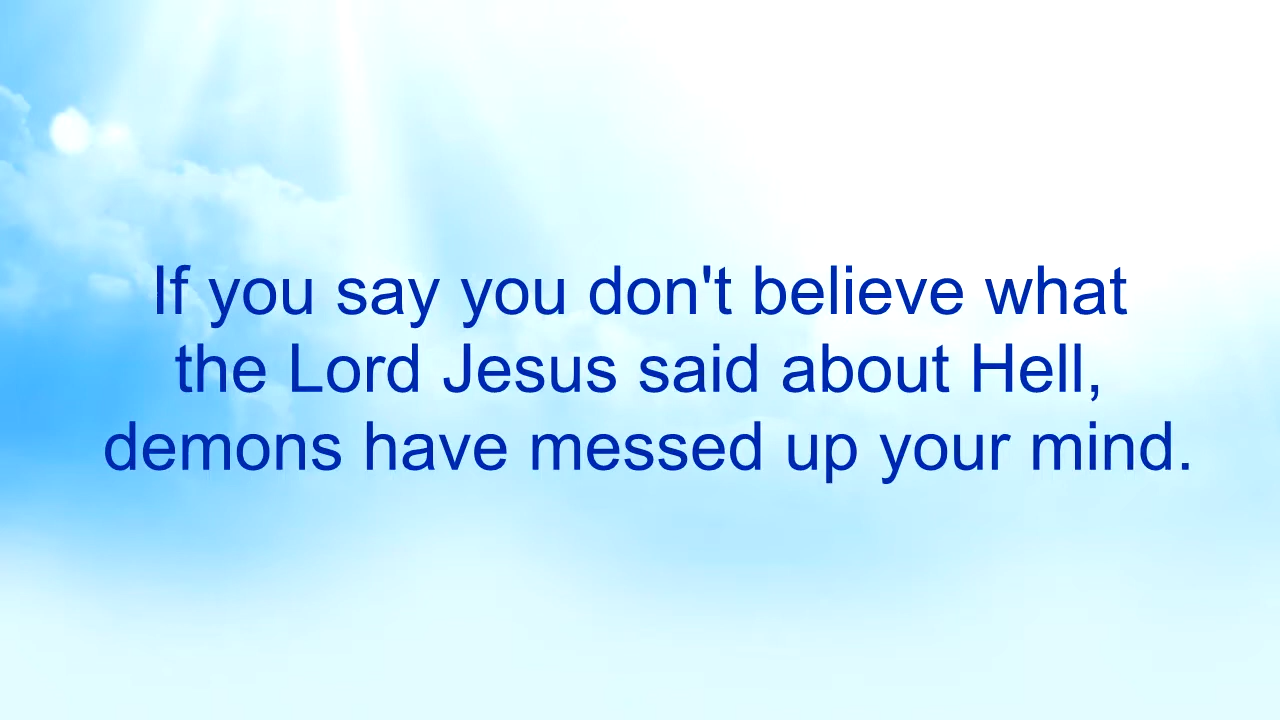 If you say you don't believe what
the Lord Jesus said about Hell,
demons have messed up your mind.